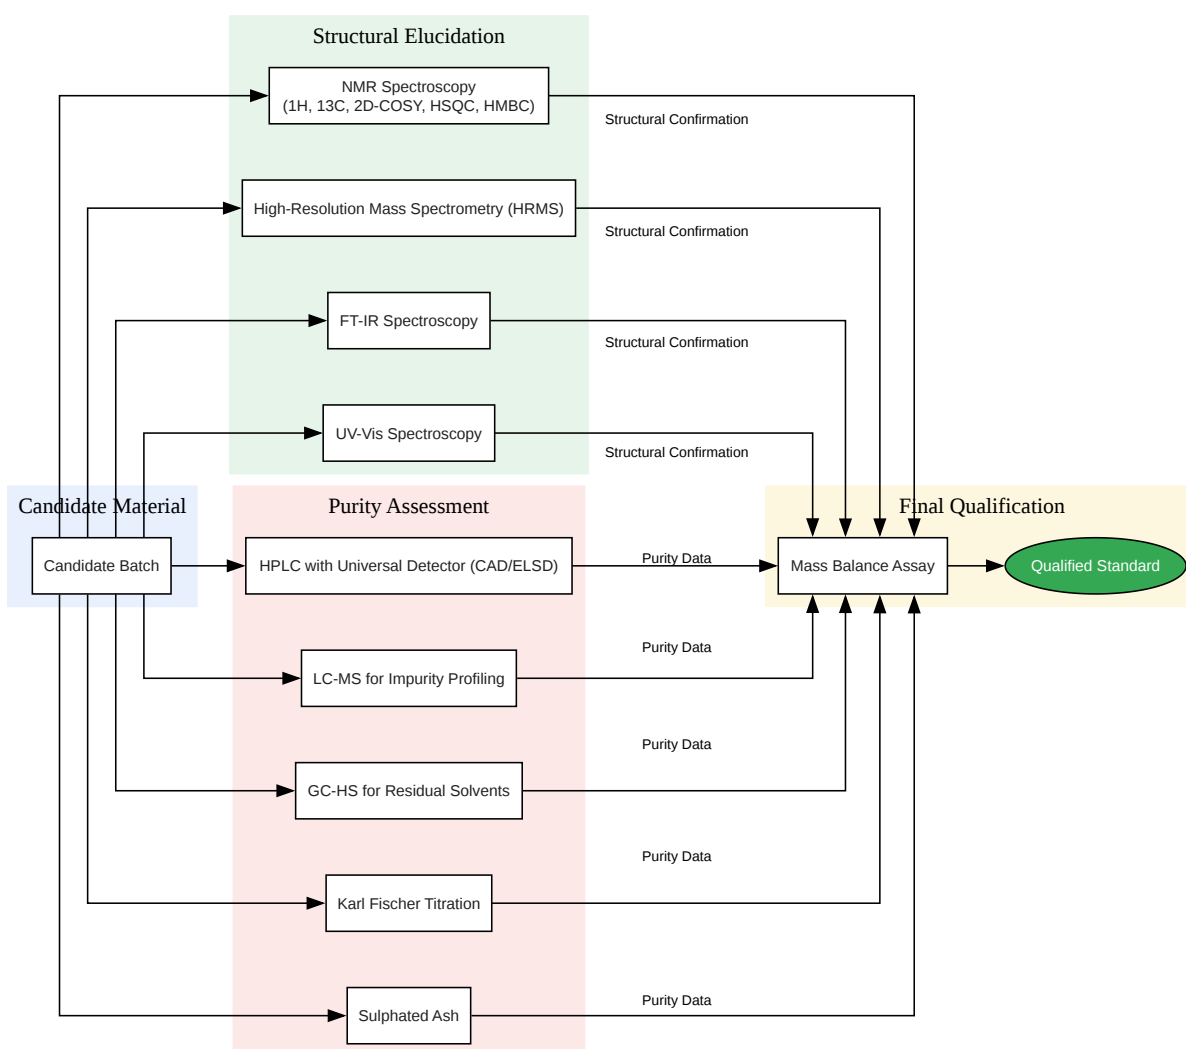 Structural Elucidation
NMR Spectroscopy
(1H, 13C, 2D-COSY, HSQC, HMBC)
Structural Confirmation
High-Resolution Mass Spectrometry (HRMS)
Structural Confirmation
FT-IR Spectroscopy
Structural Confirmation
UV-Vis Spectroscopy
Structural Confirmation
Candidate Material
Purity Assessment
Final Qualification
Candidate Batch
HPLC with Universal Detector (CAD/ELSD)
Purity Data
Mass Balance Assay
Qualified Standard
Purity Data
LC-MS for Impurity Profiling
Purity Data
GC-HS for Residual Solvents
Purity Data
Karl Fischer Titration
Purity Data
Sulphated Ash